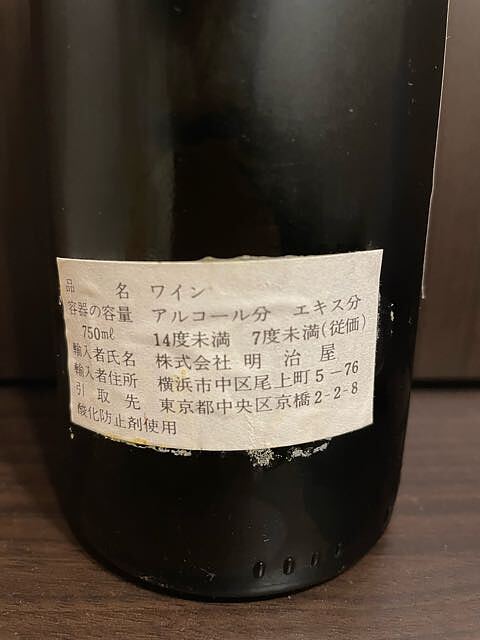 品名 ワイン
容器の容量 アルコール分 エキス分
750ml 14度未満 7度未満(従価)
輸入者氏名 株式会社 明治屋
輸入者住所 横浜市中区尾上町5-76
引取先 東京都中央区京橋2-2-8
酸化防止剤使用